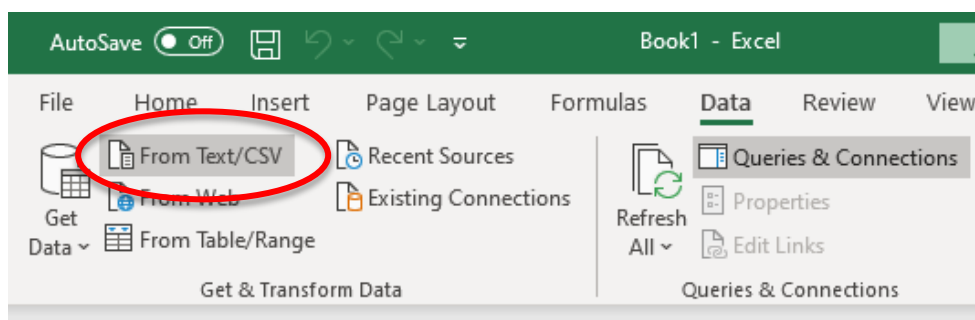 AutoSave Off Book1 - Excel
File Home Insert Page Layout Formulas Data Review View
From Text/CSV
From Web
From Table/Range
Get
Data
Recent Sources
Existing Connections
Get & Transform Data
Refresh
All
Queries & Connections
Properties
Edit Links
Queries & Connections